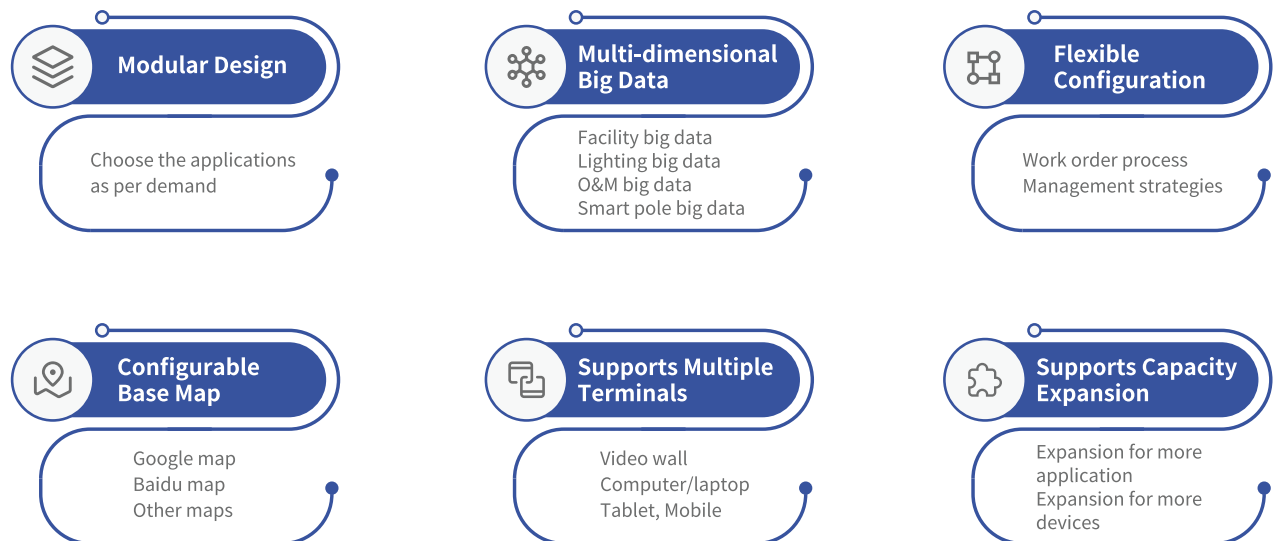 Modular Design
Choose the applications
as per demand
Multi-dimensional
Big Data
Facility big data
Lighting big data
O&M big data
Smart pole big data
Flexible
Configuration
Work order process
Management strategies
Configurable
Base Map
Google map
Baidu map
Other maps
Supports Multiple
Terminals
Video wall
Computer/laptop
Tablet, Mobile
Supports Capacity
Expansion
Expansion for more
application
Expansion for more
devices